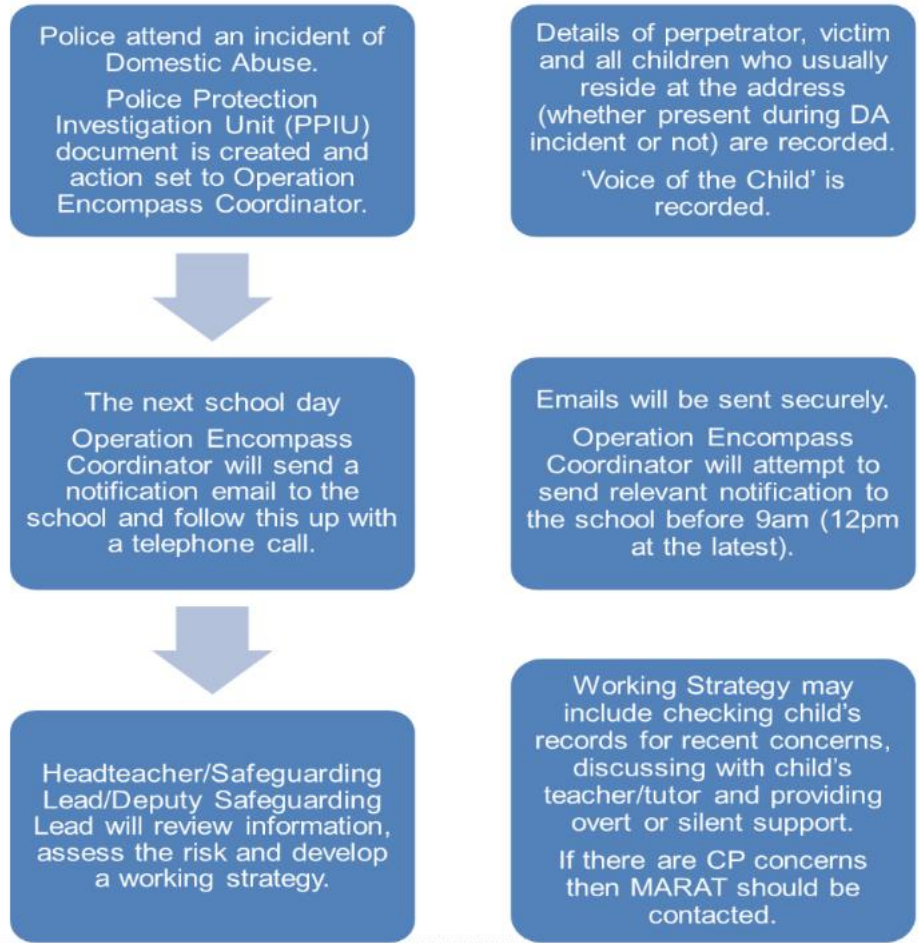 Police attend an incident of
Domestic Abuse.
Police Protection
Investigation Unit (PPIU)
document is created and
action set to Operation
Encompass Coordinator.
Details of perpetrator, victim
and all children who usually
reside at the address
(whether present during DA
incident or not) are recorded.
‘Voice of the Child’ is
recorded.
The next school day
Operation Encompass
Coordinator will send a
notification email to the
school and follow this up with
a telephone call.
Emails will be sent securely.
Operation Encompass
Coordinator will attempt to
send relevant notification to
the school before 9am (12pm
at the latest).
Headteacher/Safeguarding
Lead/Deputy Safeguarding
Lead will review information,
assess the risk and develop
a working strategy.
Working Strategy may
include checking child’s
records for recent concerns,
discussing with child’s
teacher/tutor and providing
overt or silent support.
If there are CP concerns
then MARAT should be
contacted.